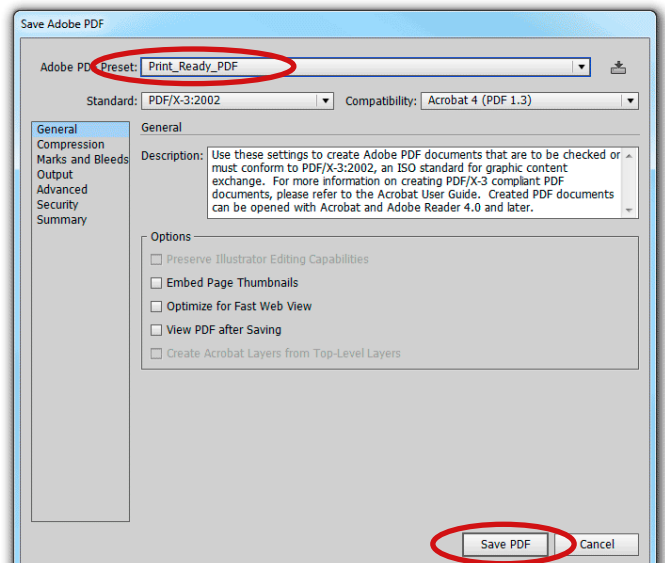 Save Adobe PDF
Adobe PDF Preset: Print_Ready_PDF
Standard: PDF/X-3:2002 Compatibility: Acrobat 4 (PDF 1.3)
General
Compression
Marks and Bleeds
Output
Advanced
Security
Summary
General
Description: Use these settings to create Adobe PDF documents that are to be checked or
must conform to PDF/X-3:2002, an ISO standard for graphic content
exchange. For more information on creating PDF/X-3 compliant PDF
documents, please refer to the Acrobat User Guide. Created PDF documents
can be opened with Acrobat and Adobe Reader 4.0 and later.
Options
Preserve Illustrator Editing Capabilities
Embed Page Thumbnails
Optimize for Fast Web View
View PDF after Saving
Create Acrobat Layers from Top-Level Layers
Save PDF Cancel